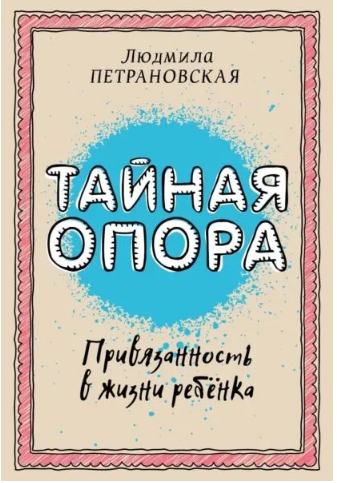 Людмила
ПЕТРАНОВСКАЯ
ТАЙНАЯ
ОПОРА
Привязанность
в жизни ребёнка